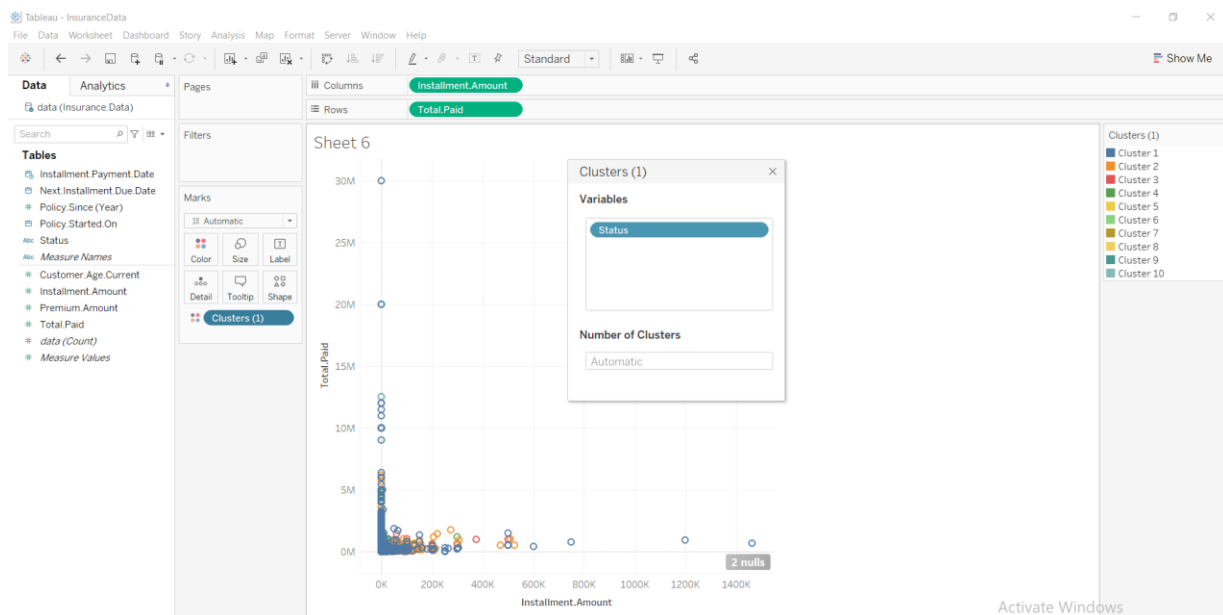 Tableau - InsuranceData
File Data Worksheet Dashboard Story Analysis Map Format Server Window Help
Standard
Show Me
Data
Analytics
data (Insurance.Data)
Search
Tables
Installment.Payment.Date
Next.Installment.Due.Date
# Policy.Since (Year)
Policy.Started.On
Abc Status
Abc Measure Names
# Customer.Age.Current
# Installment.Amount
# Premium.Amount
# Total.Paid
# data (Count)
# Measure Values
Pages
Filters
Marks
Automatic
Color
Size
Label
Detail
Tooltip
Shape
Clusters (1)
Columns
Installment.Amount
Rows
Total.Paid
Sheet 6
Total.Paid
30M
25M
20M
15M
10M
5M
0M
0K
200K
400K
600K
800K
1000K
1200K
1400K
Installment.Amount
2 nulls
Clusters (1)
Variables
Status
Number of Clusters
Automatic
Clusters (1)
Cluster 1
Cluster 2
Cluster 3
Cluster 4
Cluster 5
Cluster 6
Cluster 7
Cluster 8
Cluster 9
Cluster 10
Activate Windows